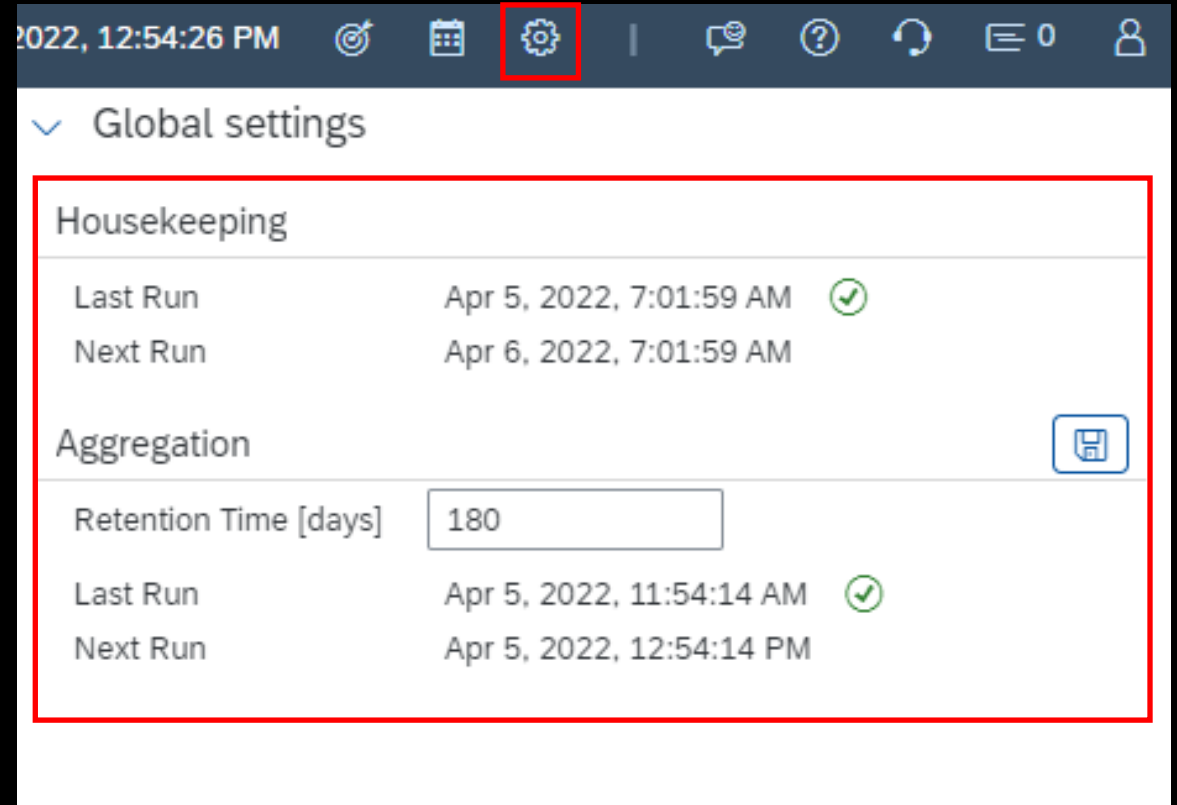 2022, 12:54:26 PM 0
Global settings
Housekeeping
Last Run Apr 5, 2022, 7:01:59 AM
Next Run Apr 6, 2022, 7:01:59 AM
Aggregation
Retention Time [days] 180
Last Run Apr 5, 2022, 11:54:14 AM
Next Run Apr 5, 2022, 12:54:14 PM